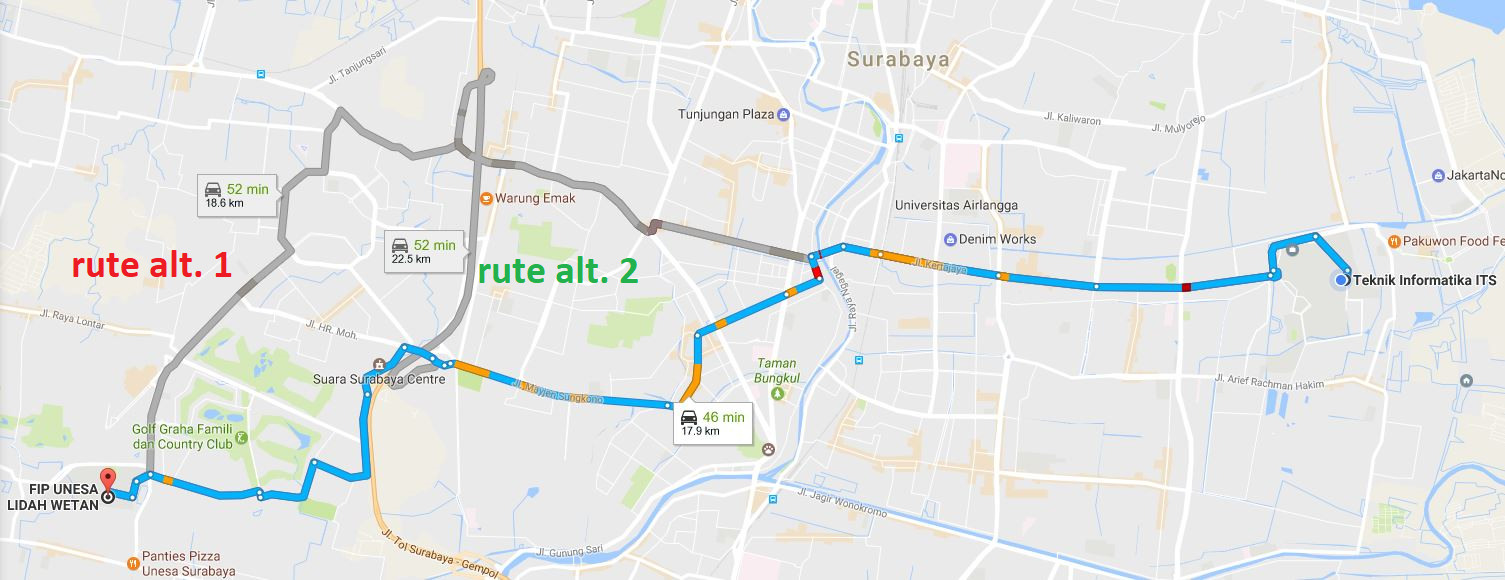 Surabaya
Jl. Tanjungsari
Tunjungan Plaza
Jl. Kaliwaron
Jl. Mulyorejo
52 min
18.6 km
Warung Emak
Universitas Airlangga
JakartaNo
52 min
22.5 km
Denim Works
Pakuwon Food Fe
rute alt. 1
rute alt. 2
Jl. Kertajaya
Teknik Informatika ITS
Jl. Raya Ngagel
Jl. Raya Lontar
Jl. HR. Moh.
Suara Surabaya Centre
Jl. Mayjen Sungkono
Taman
Bungkul
Jl. Arief Rachman Hakim
46 min
17.9 km
Golf Graha Famili
dan Country Club
FIP UNESA
LIDAH WETAN
Jl. Jagir Wonokromo
Jl. Tol Surabaya - Gempol
Jl. Gunung Sari
Panties Pizza
Unesa Surabaya